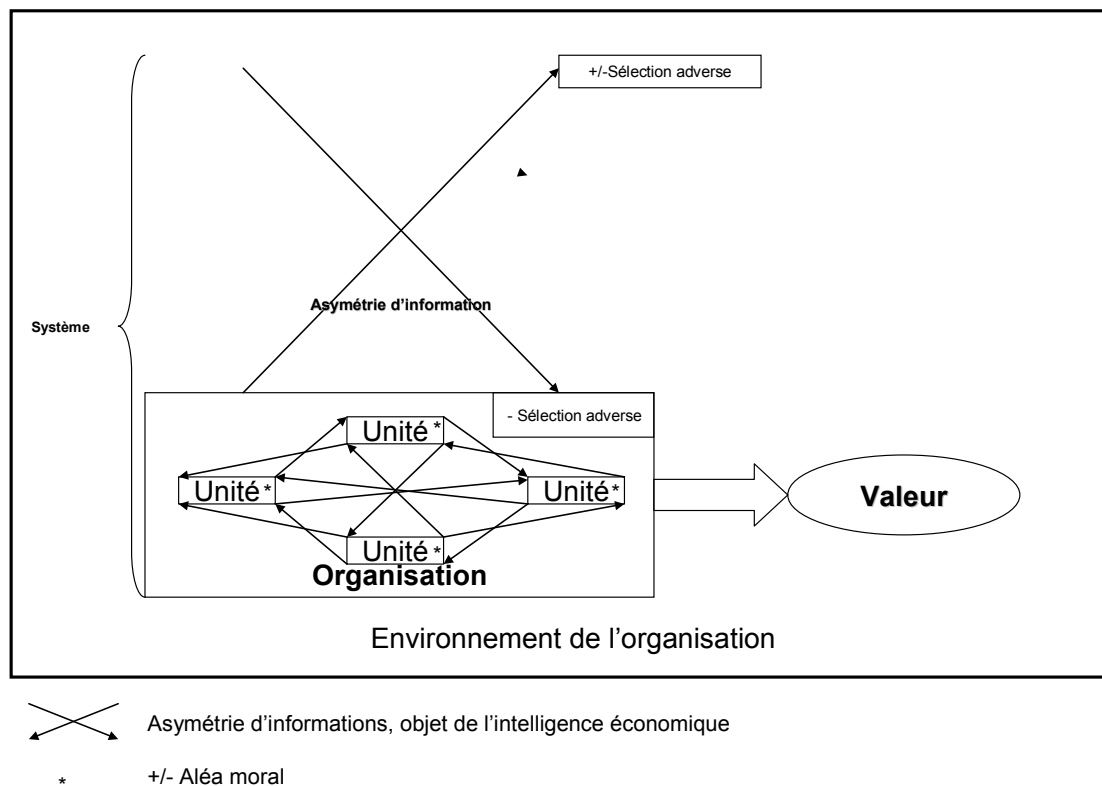 +/-Sélection adverse
Asymétrie d’information
Système
- Sélection adverse
Unité *
Unité *
Unité *
Unité *
Organisation
Valeur
Environnement de l’organisation
Asymétrie d’informations, objet de l’intelligence économique
* +/- Aléa moral